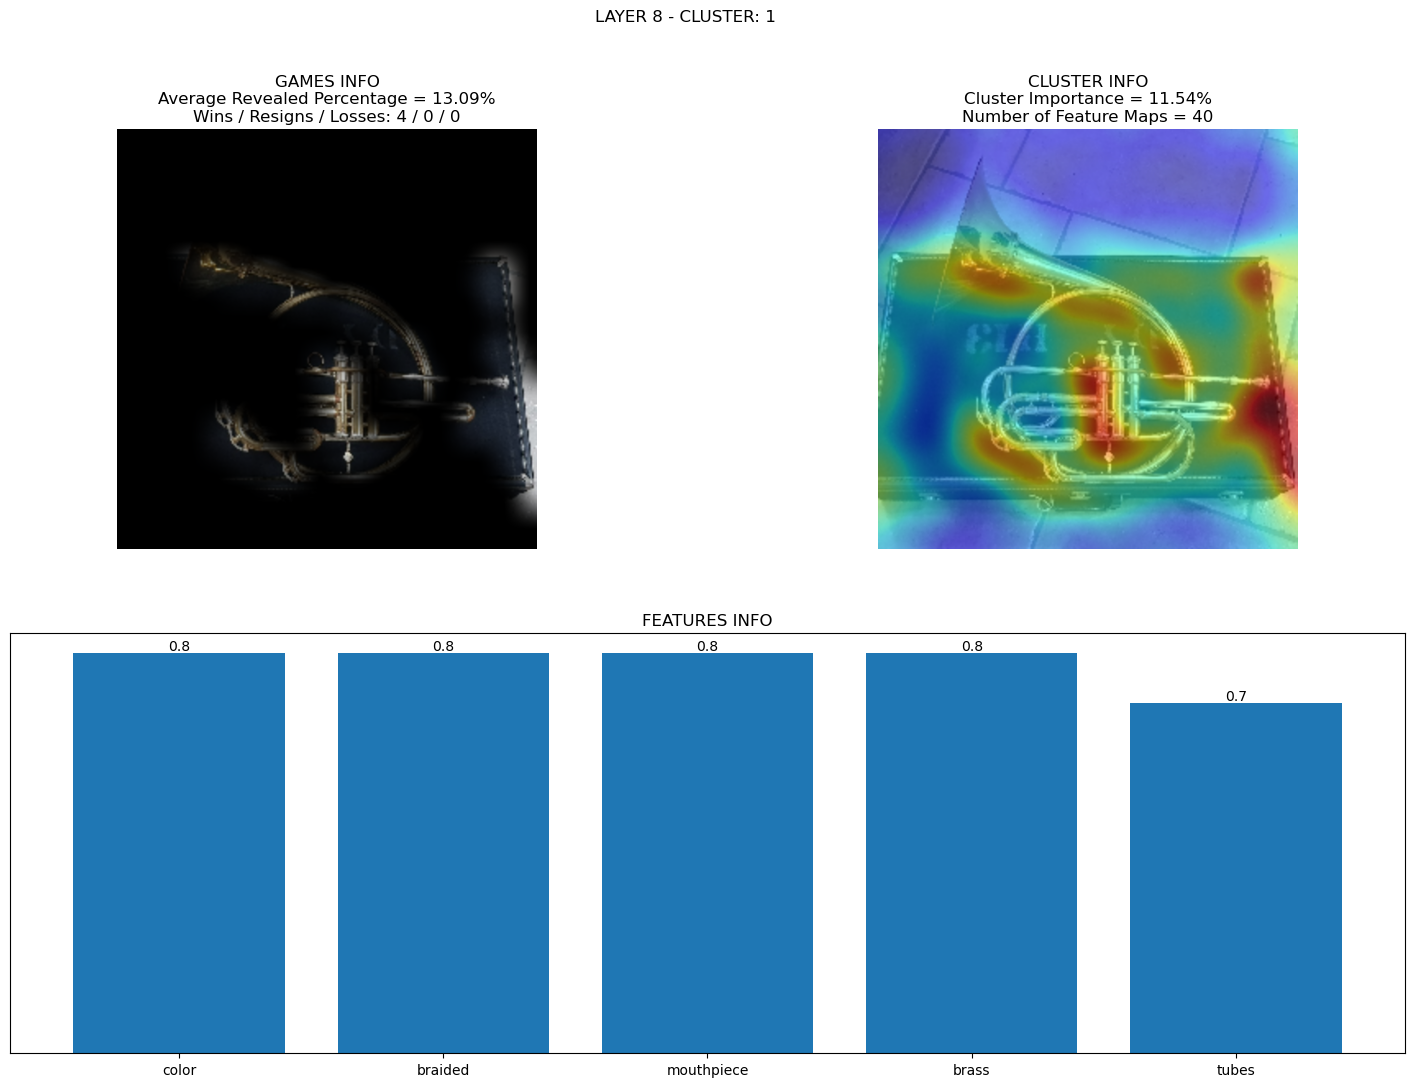 LAYER 8 - CLUSTER: 1
GAMES INFO
Average Revealed Percentage = 13.09%
Wins / Resigns / Losses: 4 / 0 / 0
CLUSTER INFO
Cluster Importance = 11.54%
Number of Feature Maps = 40
FEATURES INFO
0.8
0.8
0.8
0.8
0.7
color
braided
mouthpiece
brass
tubes